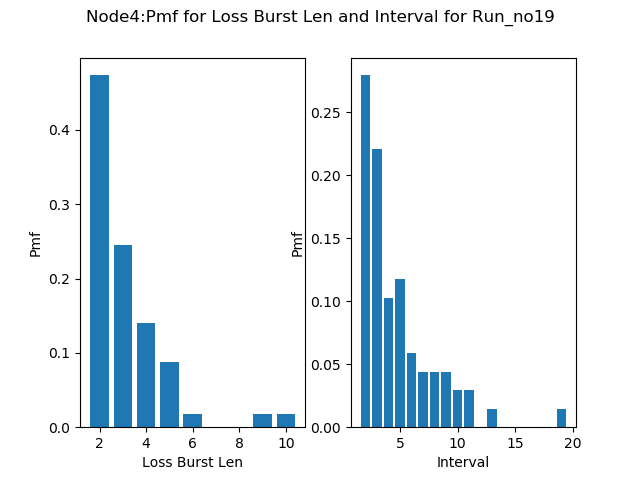 Node4:Pmf for Loss Burst Len and Interval for Run_no19
Pmf
0.4
0.3
0.2
0.1
0.0
2 4 6 8 10
Loss Burst Len
Pmf
0.25
0.20
0.15
0.10
0.05
0.00
5 10 15 20
Interval